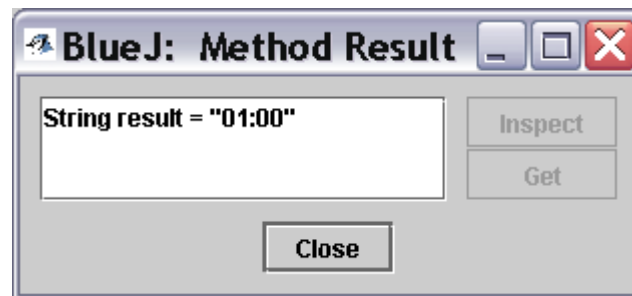 BlueJ: Method Result
String result = "01:00"
Inspect
Get
Close